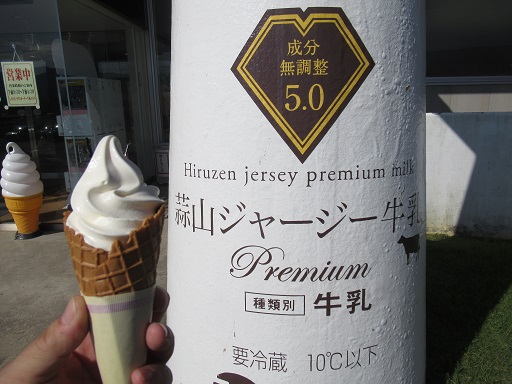 営業中
成分
無調整
5.0
Hiruzen jersey premium milk
蒜山ジャージー牛乳
Premium
種類別 牛乳
要冷蔵 10℃以下